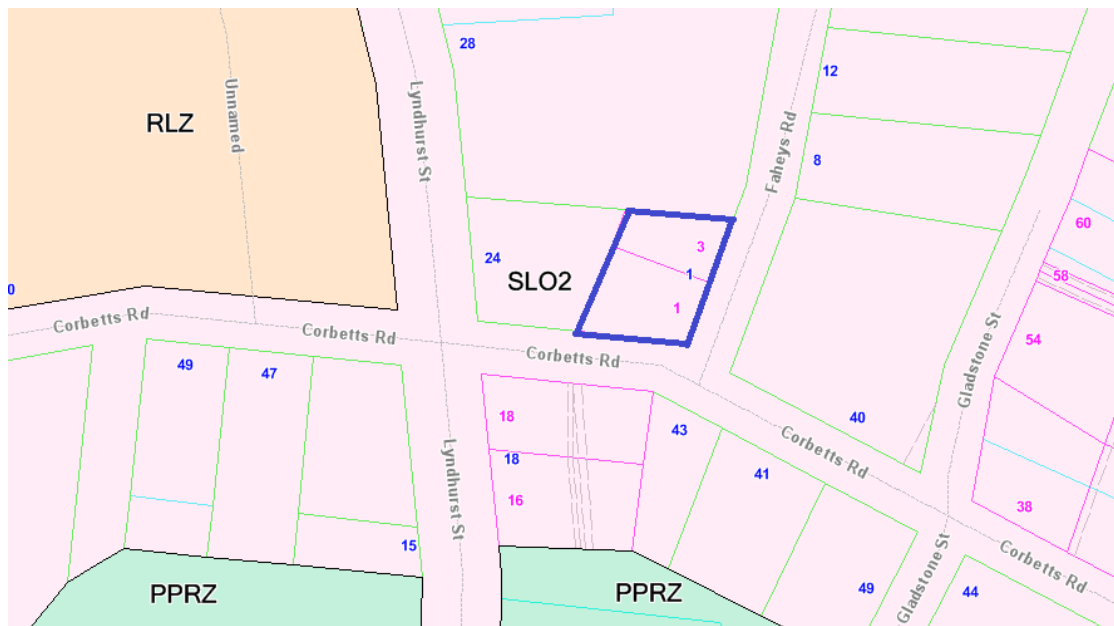 28
12
Unnamed
Lyndhurst St
RLZ
Faheys Rd
8
60
3
24
SLO2
1
58
0
1
Corbetts Rd
Corbetts Rd
Corbetts Rd
54
Gladstone St
49
47
18
43
40
Corbetts Rd
18
41
Lyndhurst St
16
38
15
Corbetts Rd
Gladstone St
49
44
PPRZ
PPRZ